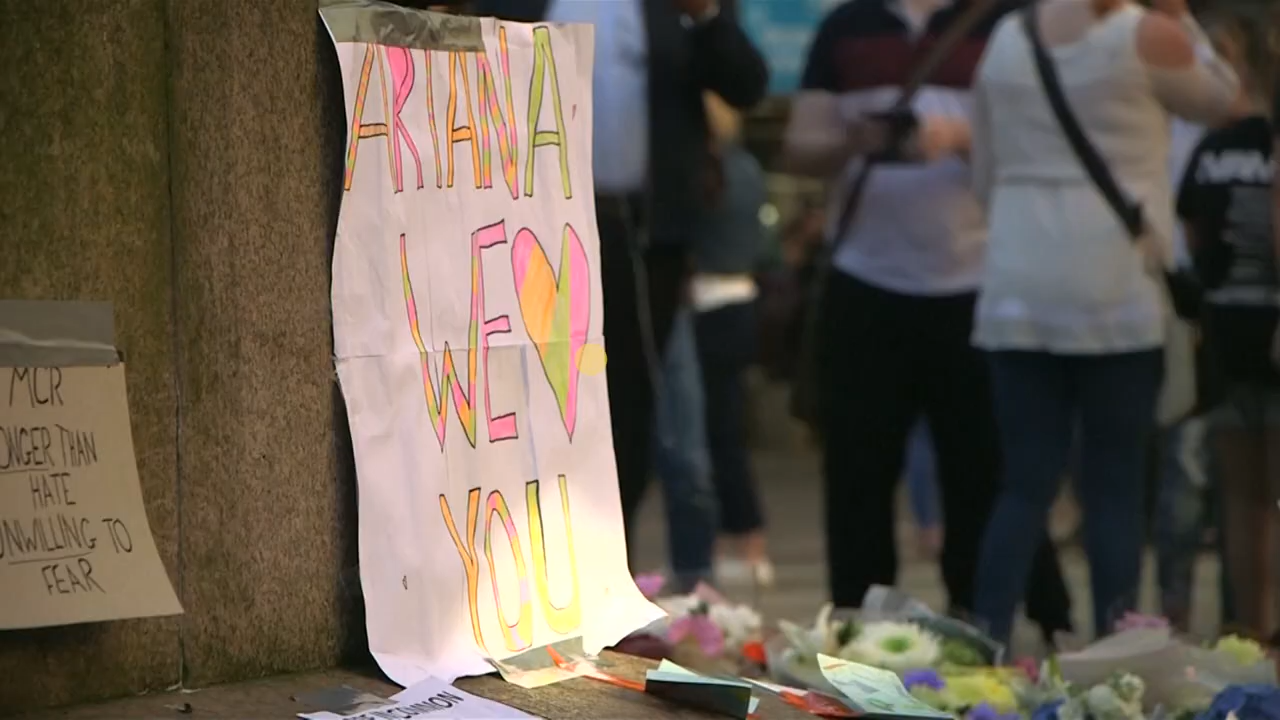 ARIANA
WE ♥
YOU
MCR
ONGER THAN
HATE
UNWILLING TO
FEAR